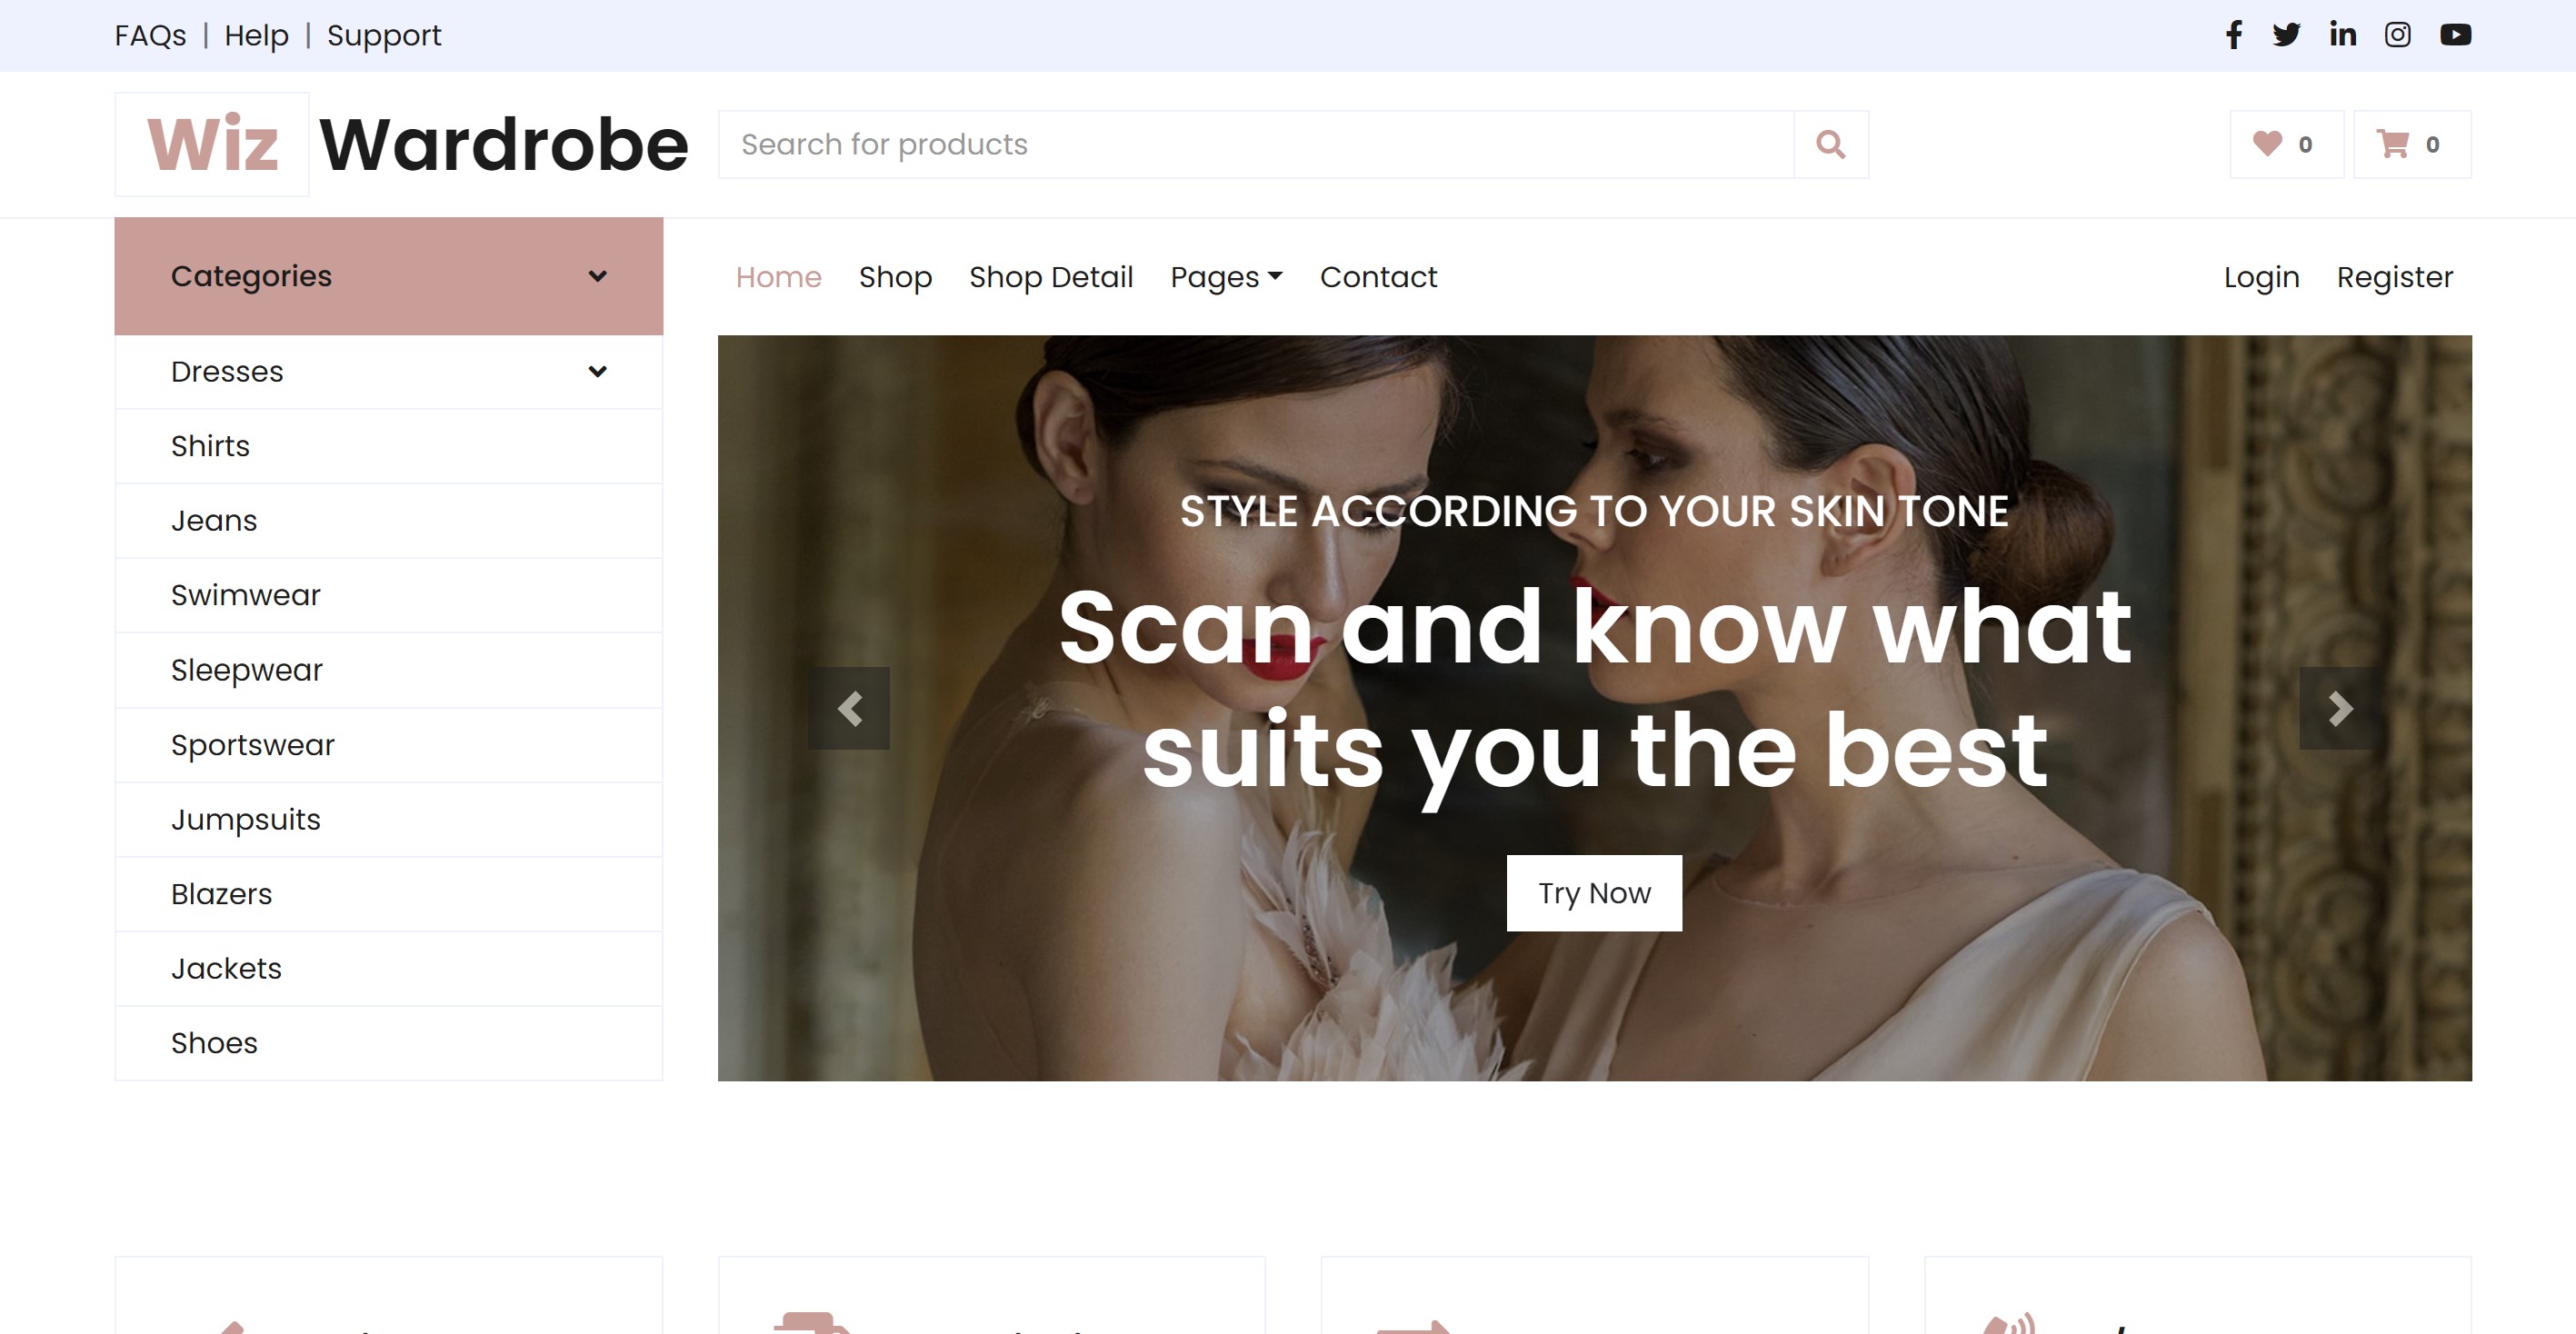 FAQs | Help | Support
Wiz Wardrobe
Search for products
0
0
Categories
Home
Shop
Shop Detail
Pages
Contact
Login
Register
Dresses
Shirts
Jeans
Swimwear
Sleepwear
Sportswear
Jumpsuits
Blazers
Jackets
Shoes
STYLE ACCORDING TO YOUR SKIN TONE
Scan and know what
suits you the best
Try Now